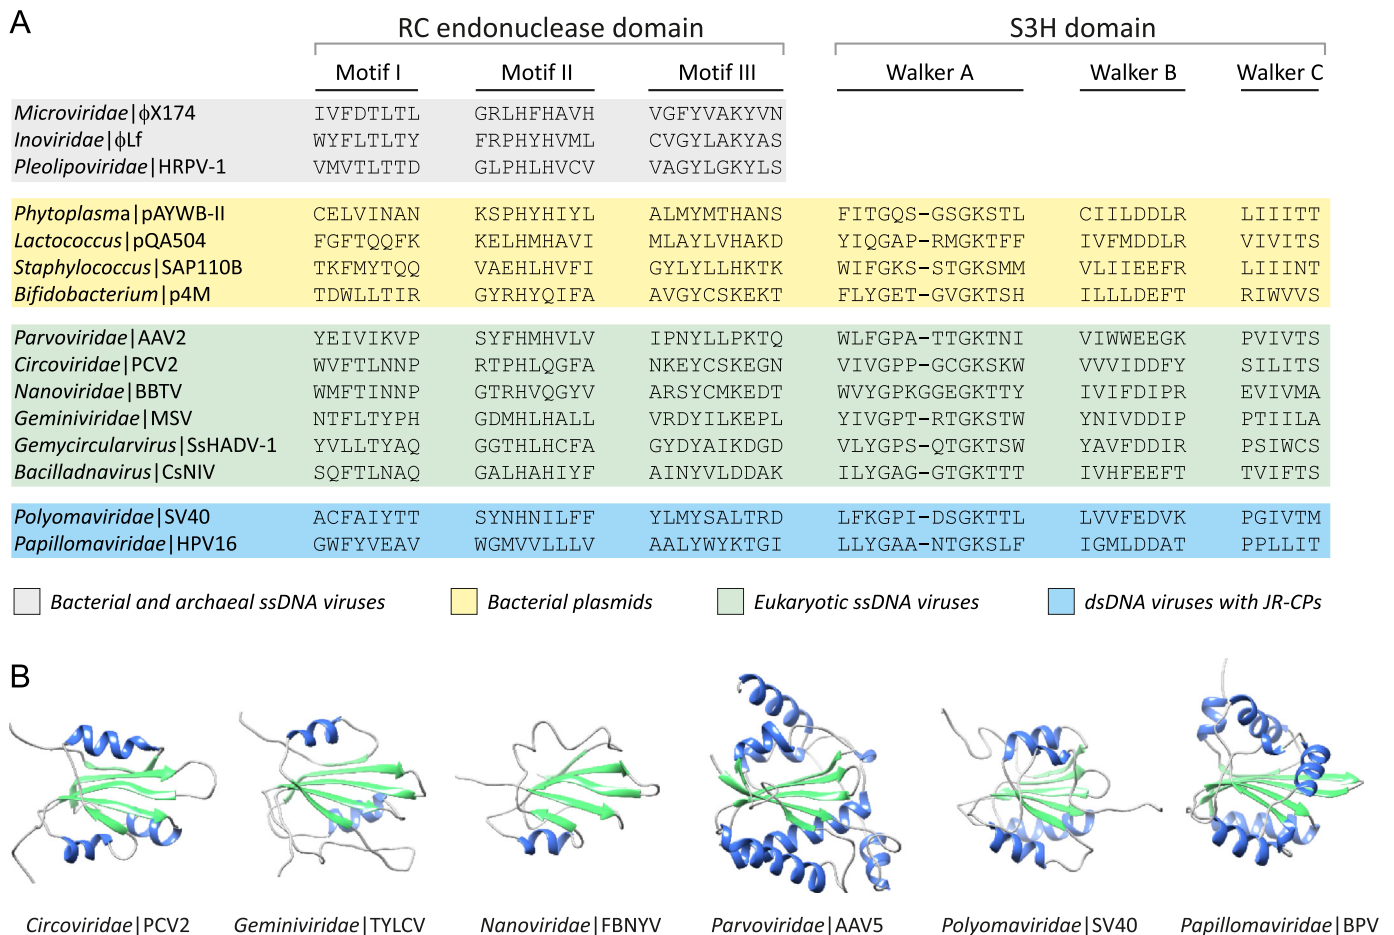 A
RC endonuclease domain S3H domain
Motif I Motif II Motif III Walker A Walker B Walker C
Microviridae|ϕX174 IVFDTLTL GRLHFHAVH VGFYVAKYVN
Inoviridae|ϕLf WYFLTLTY FRPHYHVML CVGYLAKYAS
Pleolipoviridae|HRPV-1 VMVTLTTD GLPHLHVCV VAGYLGKYLS
Phytoplasma|pAYWB-II CELVINAN KSPHYHIYL ALMYMTHANS FITGQS-GSGKSTL CIILDDLR LIIITT
Lactococcus|pQA504 FGFTQQFK KELHMHAVI MLAYLVHAKD YIQGAP-RMGKTFF IVFMDDLR VIVITS
Staphylococcus|SAP110B TKFMYTQQ VAEHLHVFI GYLYLLHKTK WIFGKS-STGKSMM VLIIEEFR LIIINT
Bifidobacterium|p4M TDWLLTIR GYRHYQIFA AVGYCSKEKT FLYGET-GVGKTSH ILLLDEFT RIWVVS
Parvoviridae|AAV2 YEIVIKVP SYFHMHVLV IPNYLLPKTQ WLFGPA-TTGKTNI VIWWEEGK PVIVTS
Circoviridae|PCV2 WVFTLNNP RTPHLQGFA NKEYCSKEGN VIVGPP-GCGKSKW VVVIDDFY SILITS
Nanoviridae|BBTV WMFTINNP GTRHVQGYV ARSYCMKEDT WVYGPKGGEGKTTY IVIFDIPR EVIVMA
Geminiviridae|MSV NTFLTYPH GDMHLHALL VRDYILKEPL YIVGPT-RTGKSTW YNIVDDIP PTIILA
Gemycircularvirus|SsHADV-1 YVLLTYAQ GGTHLHCFA GYDYAIKDGD VLYGPS-QTGKTSW YAVFDDIR PSIWCS
Bacilladnavirus|CsNIV SQFTLNAQ GALHAHIYF AINYVLDDAK ILYGAG-GTGKTTT IVHFEEFT TVIFTS
Polyomaviridae|SV40 ACFAIYTT SYNHNILFF YLMYSALTRD LFKGPI-DSGKTTL LVVFEDVK PGIVTM
Papillomaviridae|HPV16 GWFYVEAV WGMVVLLLV AALYWYKTGI LLYGAA-NTGKSLF IGMLDDAT PPLLIT
Bacterial and archaeal ssDNA viruses Bacterial plasmids Eukaryotic ssDNA viruses dsDNA viruses with JR-CPs
B
Circoviridae|PCV2 Geminiviridae|TYLCV Nanoviridae|FBNYV Parvoviridae|AAV5 Polyomaviridae|SV40 Papillomaviridae|BPV